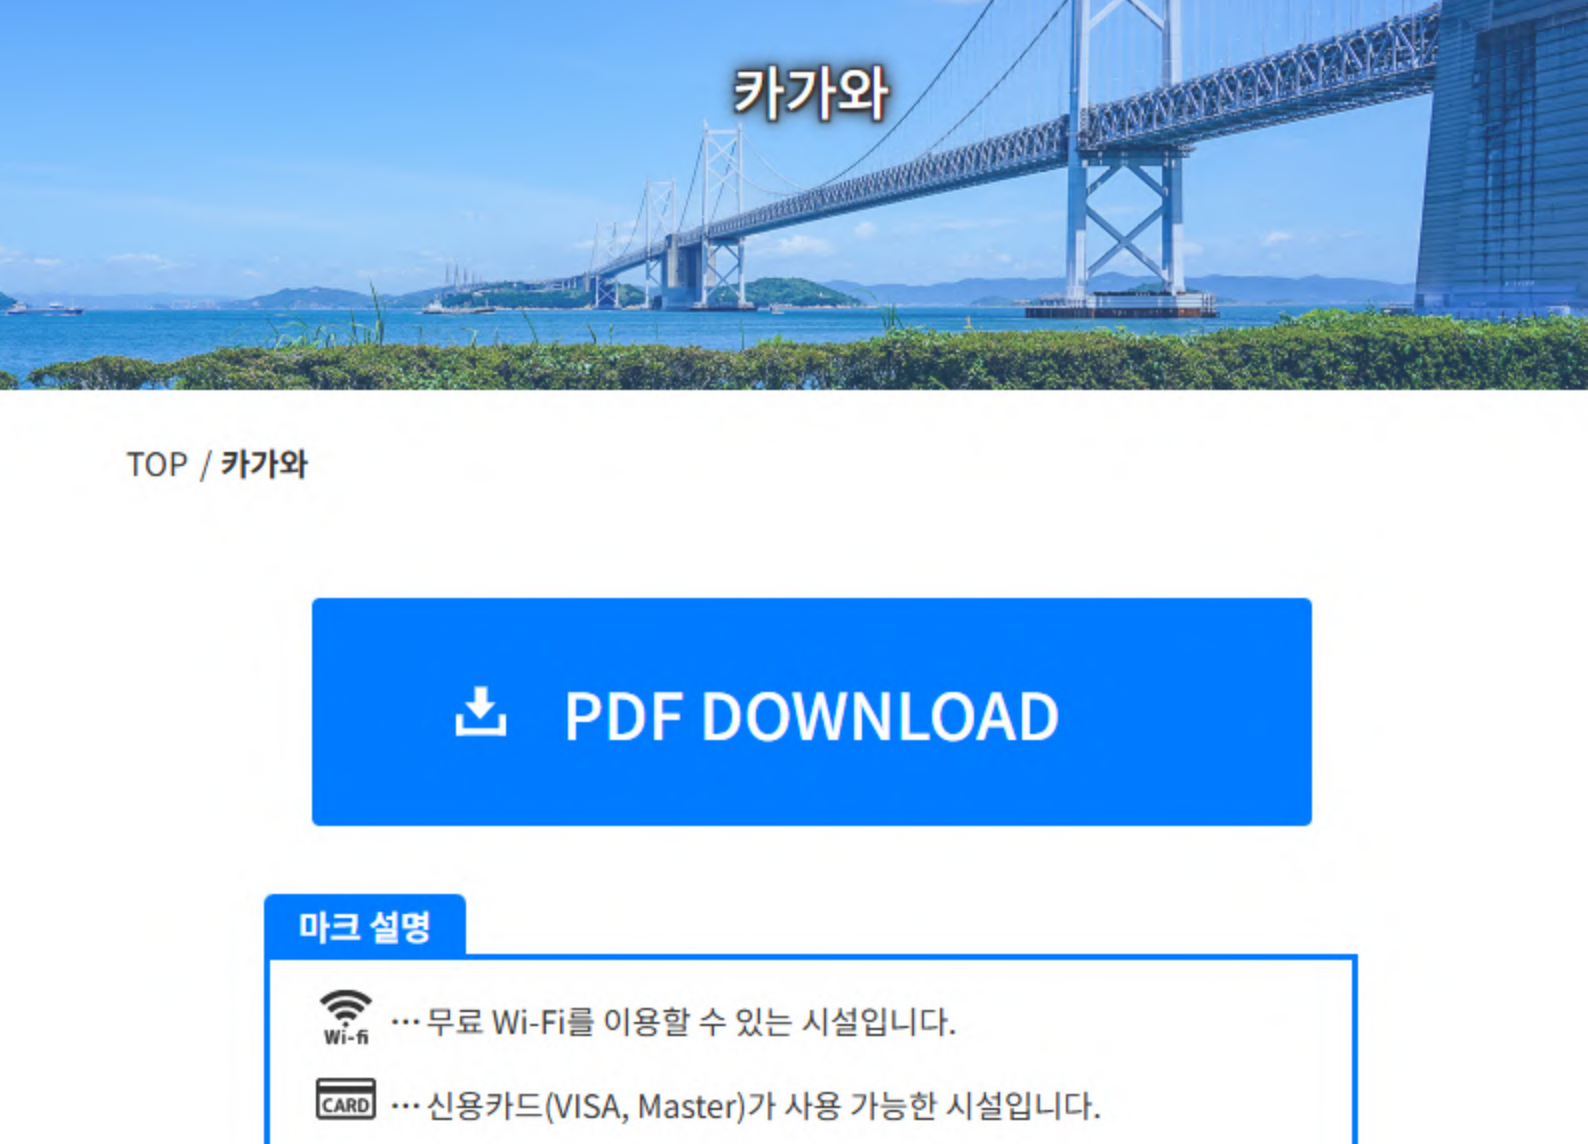 카가와
TOP / 카가와
PDF DOWNLOAD
마크 설명
Wi-fi … 무료 Wi-Fi를 이용할 수 있는 시설입니다.
CARD … 신용카드(VISA, Master)가 사용 가능한 시설입니다.